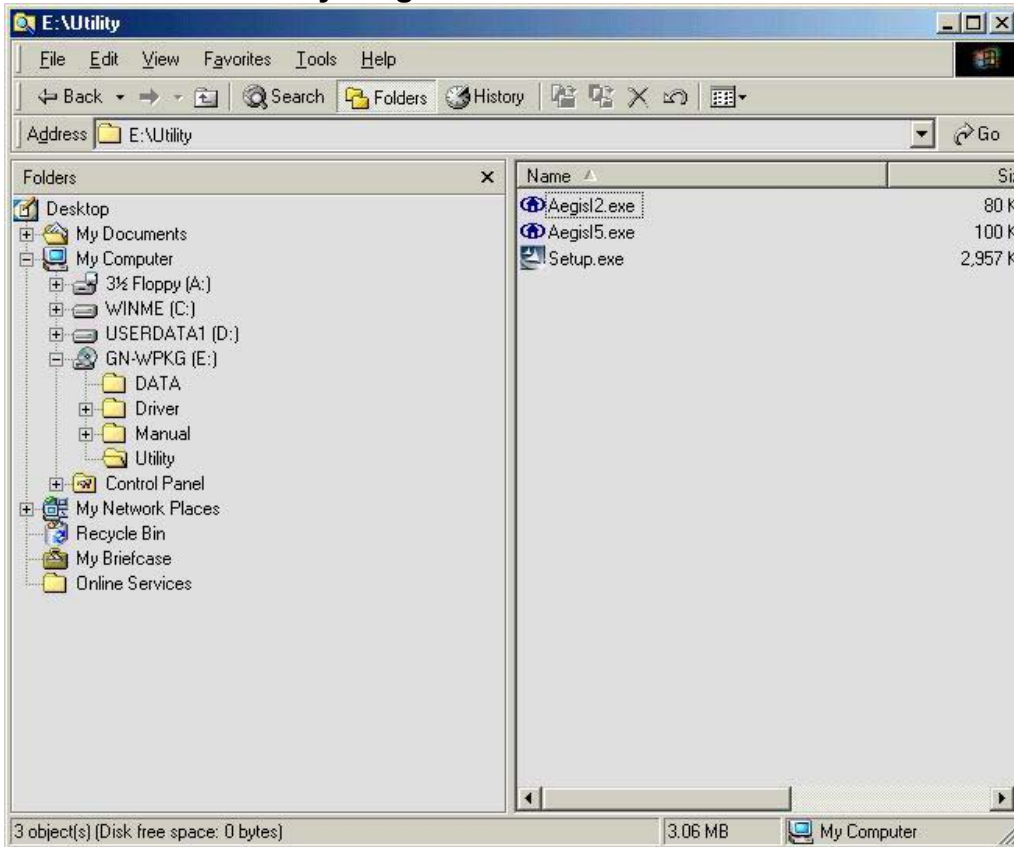 E:\Utility
File Edit View Favorites Tools Help
Back Search Folders History
Address E:\Utility Go
Folders
Name Si
Desktop
My Documents
My Computer
3½ Floppy (A:)
WINME (C:)
USERDATA1 (D:)
GN-WPKG (E:)
DATA
Driver
Manual
Utility
Control Panel
My Network Places
Recycle Bin
My Briefcase
Online Services
AegisI2.exe 80 K
AegisI5.exe 100 K
Setup.exe 2,957 K
3 object(s) (Disk free space: 0 bytes) 3.06 MB My Computer